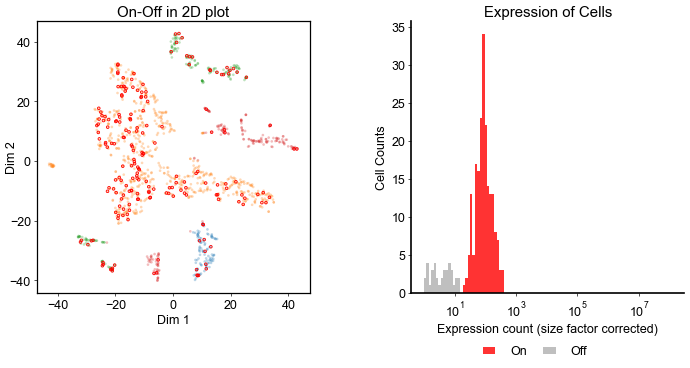 On-Off in 2D plot
Dim 2
40
20
0
−20
−40
−40 −20 0 20 40
Dim 1
Expression of Cells
Cell Counts
35
30
25
20
15
10
5
0
10^1 10^3 10^5 10^7
Expression count (size factor corrected)
On Off